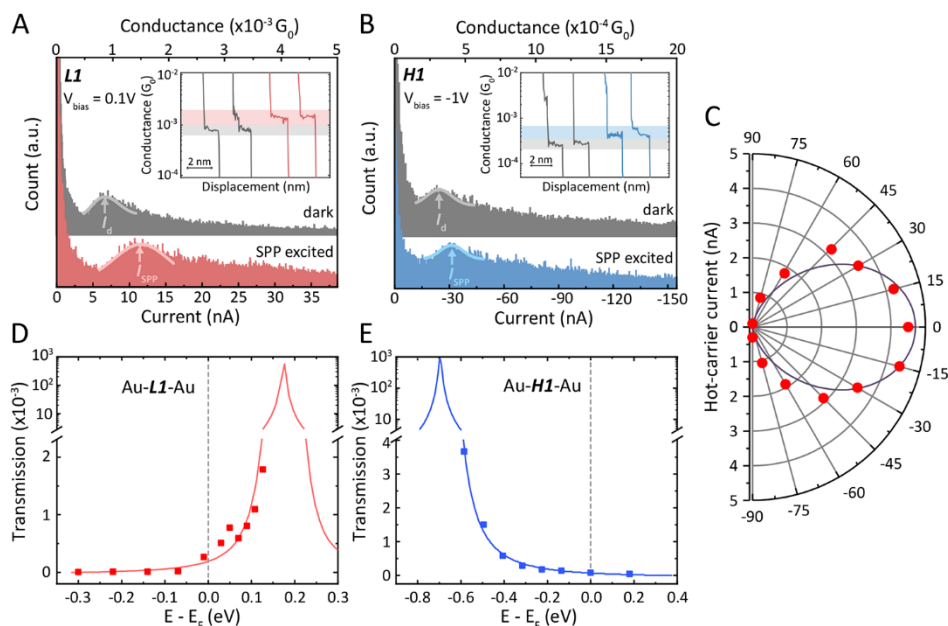 A
Conductance (x10⁻³ G₀)
0 1 2 3 4 5
L1
V_bias = 0.1V
Count (a.u.)
Conductance (G₀)
10⁻²
10⁻³
10⁻⁴
2 nm
Displacement (nm)
dark
I_d
SPP excited
I_SPP
0 5 10 15 20 25 30 35
Current (nA)
B
Conductance (x10⁻⁴ G₀)
0 5 10 15 20
H1
V_bias = -1V
Count (a.u.)
Conductance (G₀)
10⁻²
10⁻³
10⁻⁴
2 nm
Displacement (nm)
dark
I_d
SPP excited
I_SPP
0 -30 -60 -90 -120 -150
Current (nA)
C
Hot-carrier current (nA)
5
4
3
2
1
0
1
2
3
4
5
90
75
60
45
30
15
0
-15
-30
-45
-60
-75
-90
D
Au-L1-Au
Transmission (x10⁻³)
10³
10²
10¹
2
1
0
-0.3 -0.2 -0.1 0.0 0.1 0.2 0.3
E - E_F (eV)
E
Au-H1-Au
Transmission (x10⁻³)
10³
10²
10¹
4
3
2
1
0
-0.8 -0.6 -0.4 -0.2 0.0 0.2 0.4
E - E_F (eV)